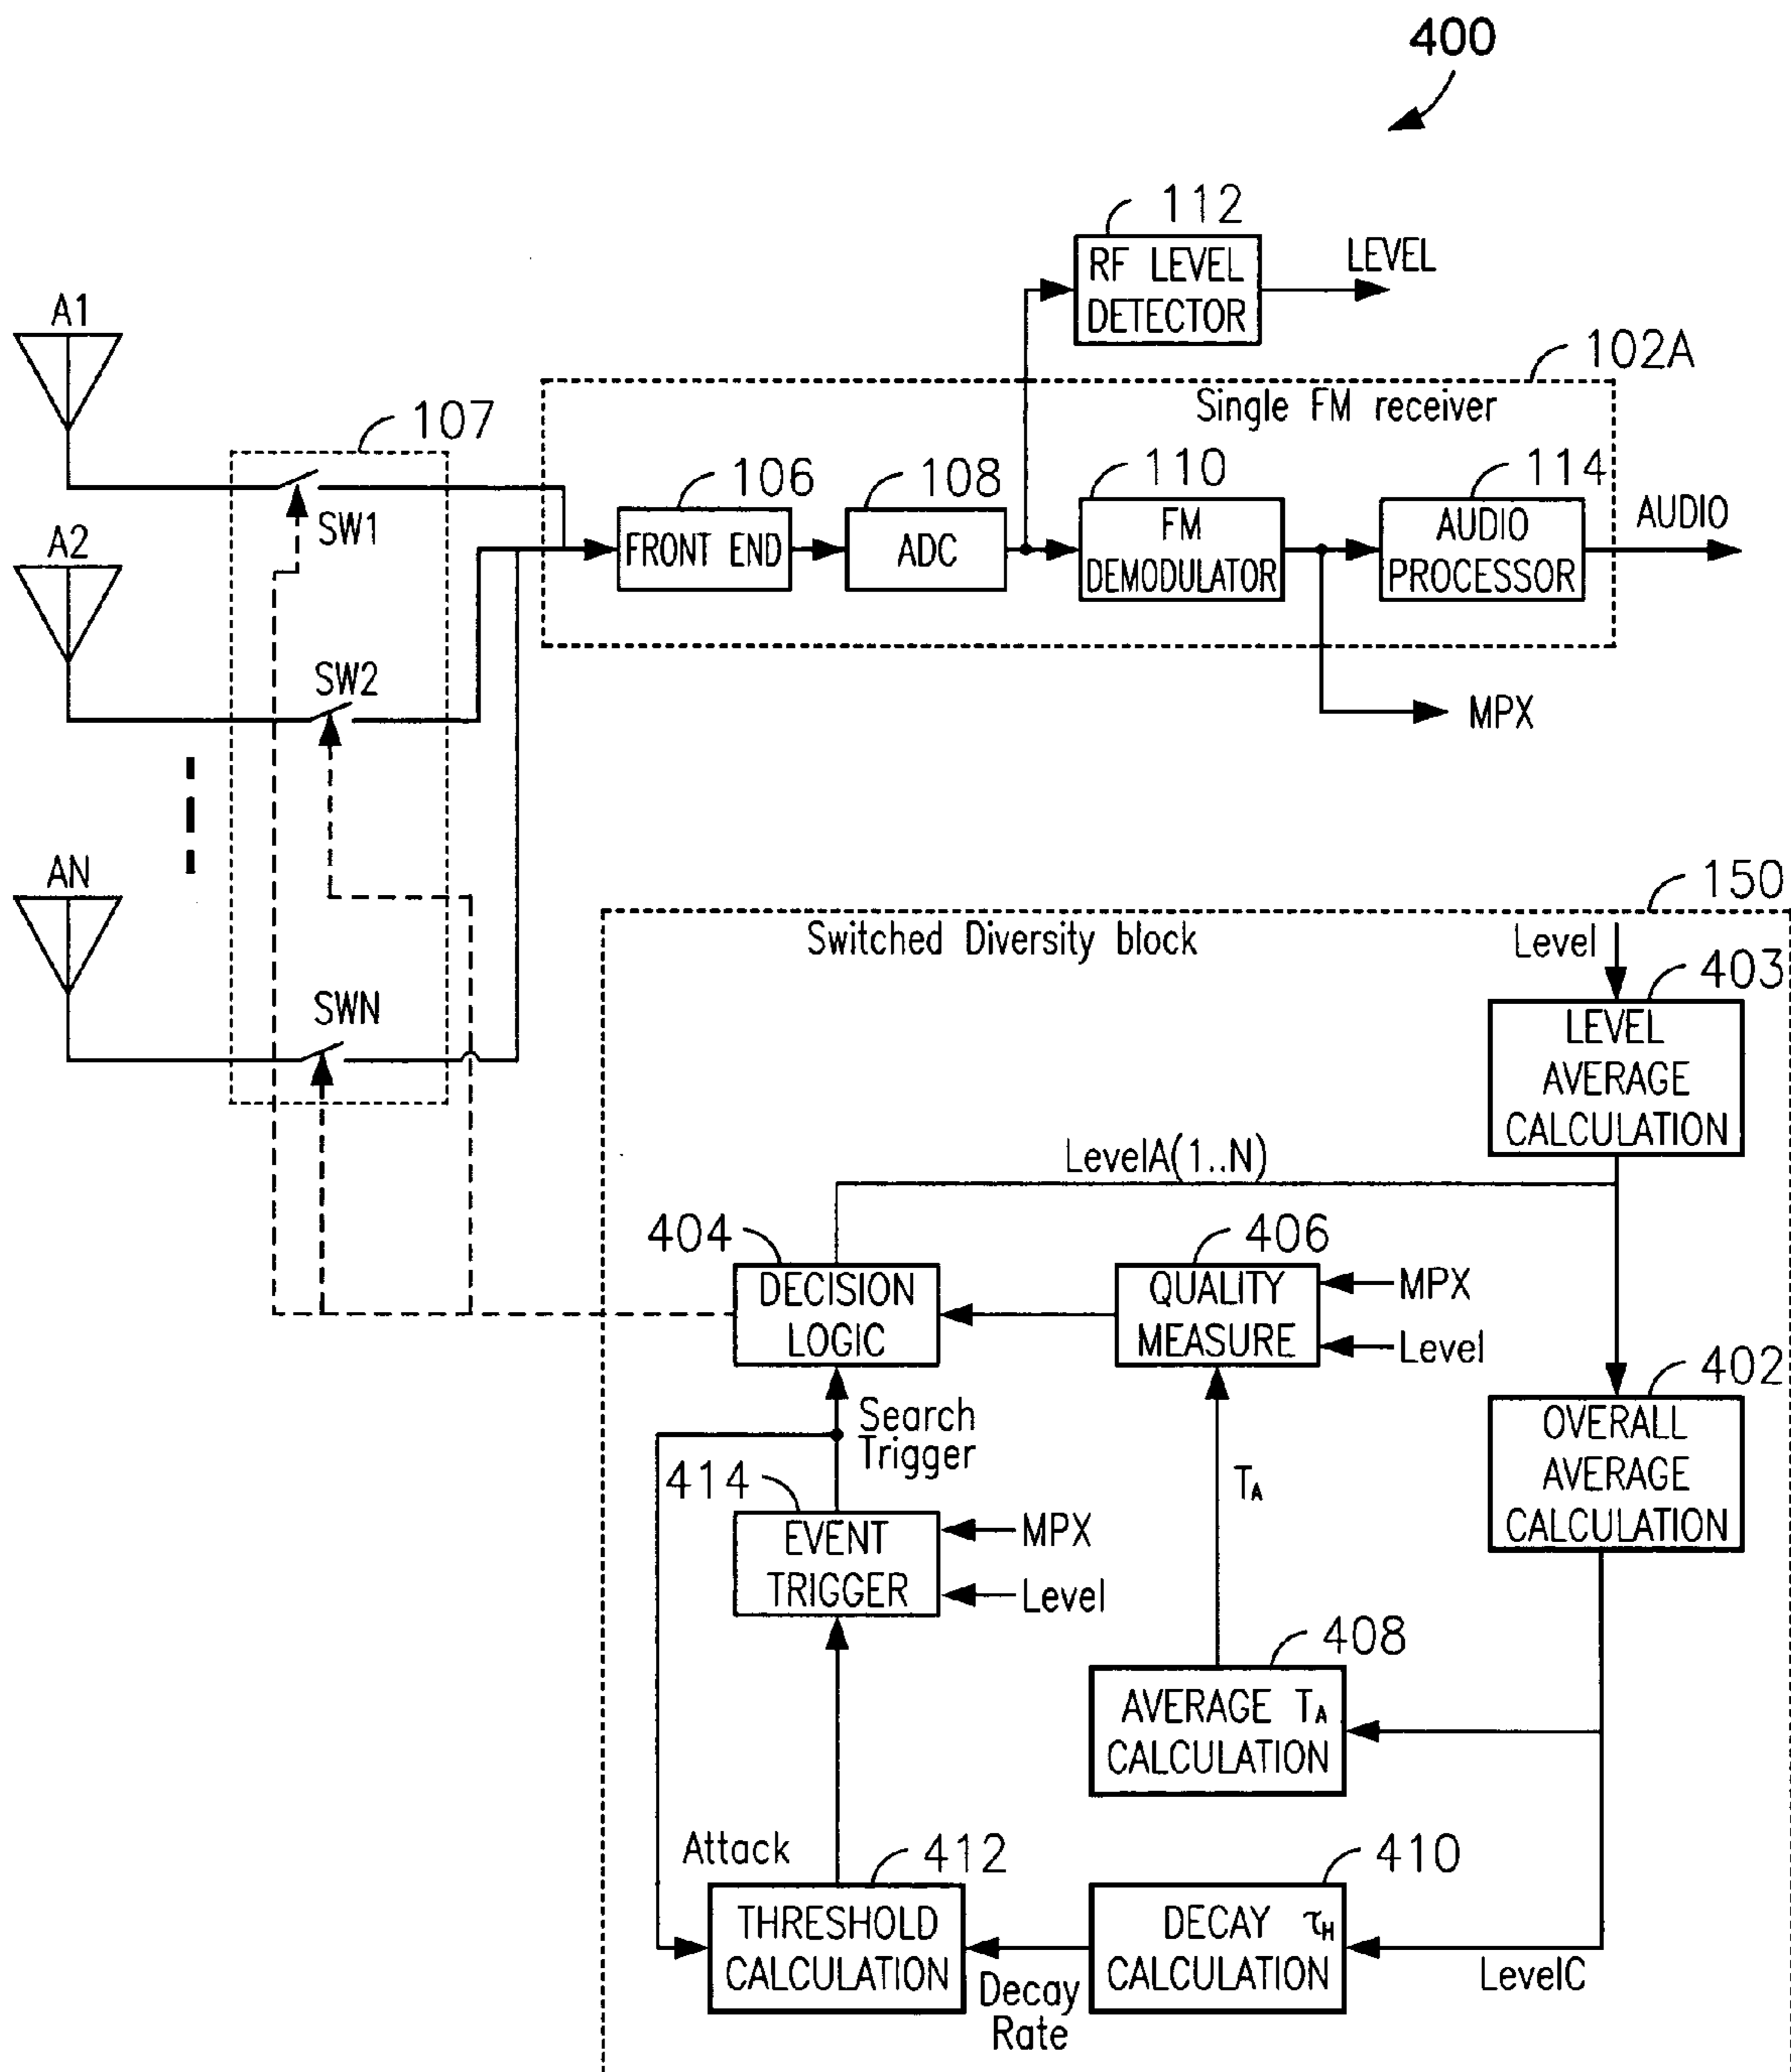 400
112
RF LEVEL
DETECTOR
LEVEL
A1
102A
Single FM receiver
107
106
108
110
114
SW1
FRONT END
ADC
FM
DEMODULATOR
AUDIO
PROCESSOR
AUDIO
A2
SW2
MPX
AN
150
Switched Diversity block
Level
403
SWN
LEVEL
AVERAGE
CALCULATION
LevelA(1..N)
404
406
DECISION
LOGIC
QUALITY
MEASURE
MPX
Level
402
Search
Trigger
OVERALL
AVERAGE
CALCULATION
414
TA
EVENT
TRIGGER
MPX
Level
408
AVERAGE TA
CALCULATION
Attack
412
410
THRESHOLD
CALCULATION
DECAY τH
CALCULATION
Decay
Rate
LevelC